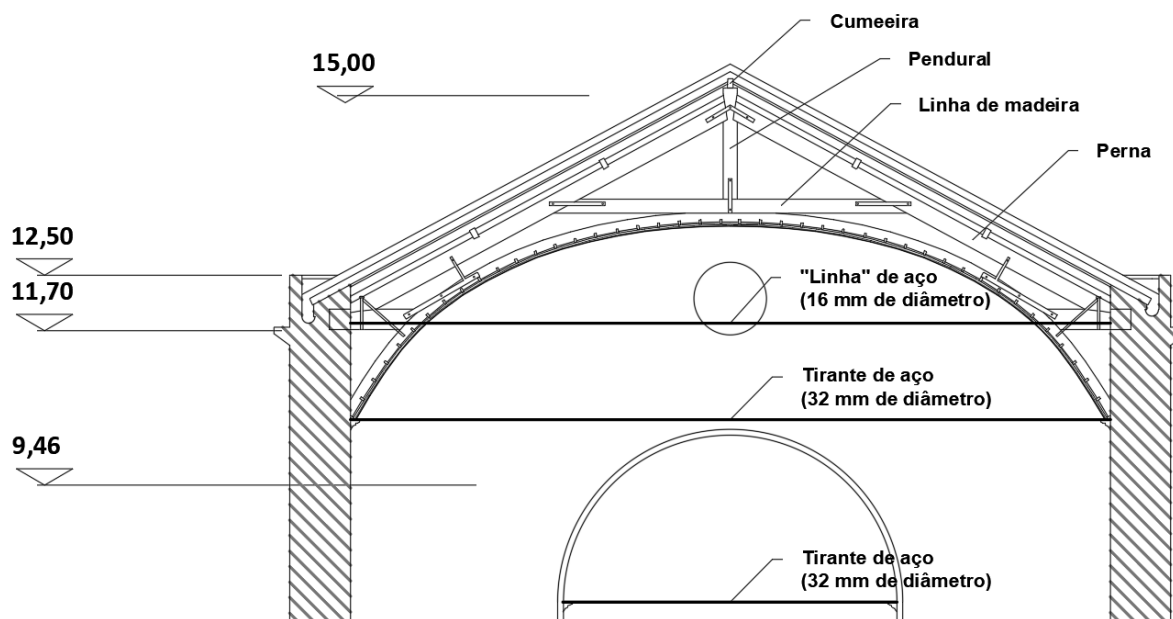 Cumeeira
15,00
Pendural
Linha de madeira
Perna
12,50
"Linha" de aço
(16 mm de diâmetro)
11,70
Tirante de aço
(32 mm de diâmetro)
9,46
Tirante de aço
(32 mm de diâmetro)